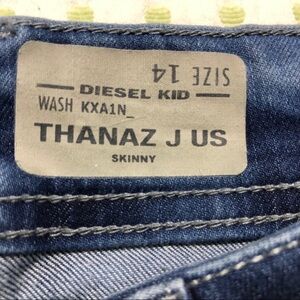 SIZE 14
DIESEL KID
WASH KXA1N_
THANAZ J US
SKINNY